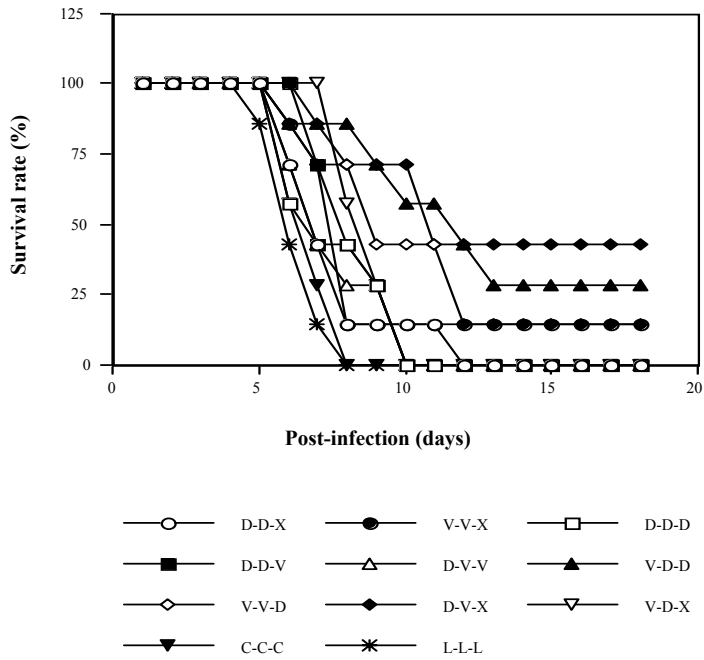 125
100
75
50
25
0
Survival rate (%)
0 5 10 15 20
Post-infection (days)
D-D-X V-V-X D-D-D
D-D-V D-V-V V-D-D
V-V-D D-V-X V-D-X
C-C-C L-L-L